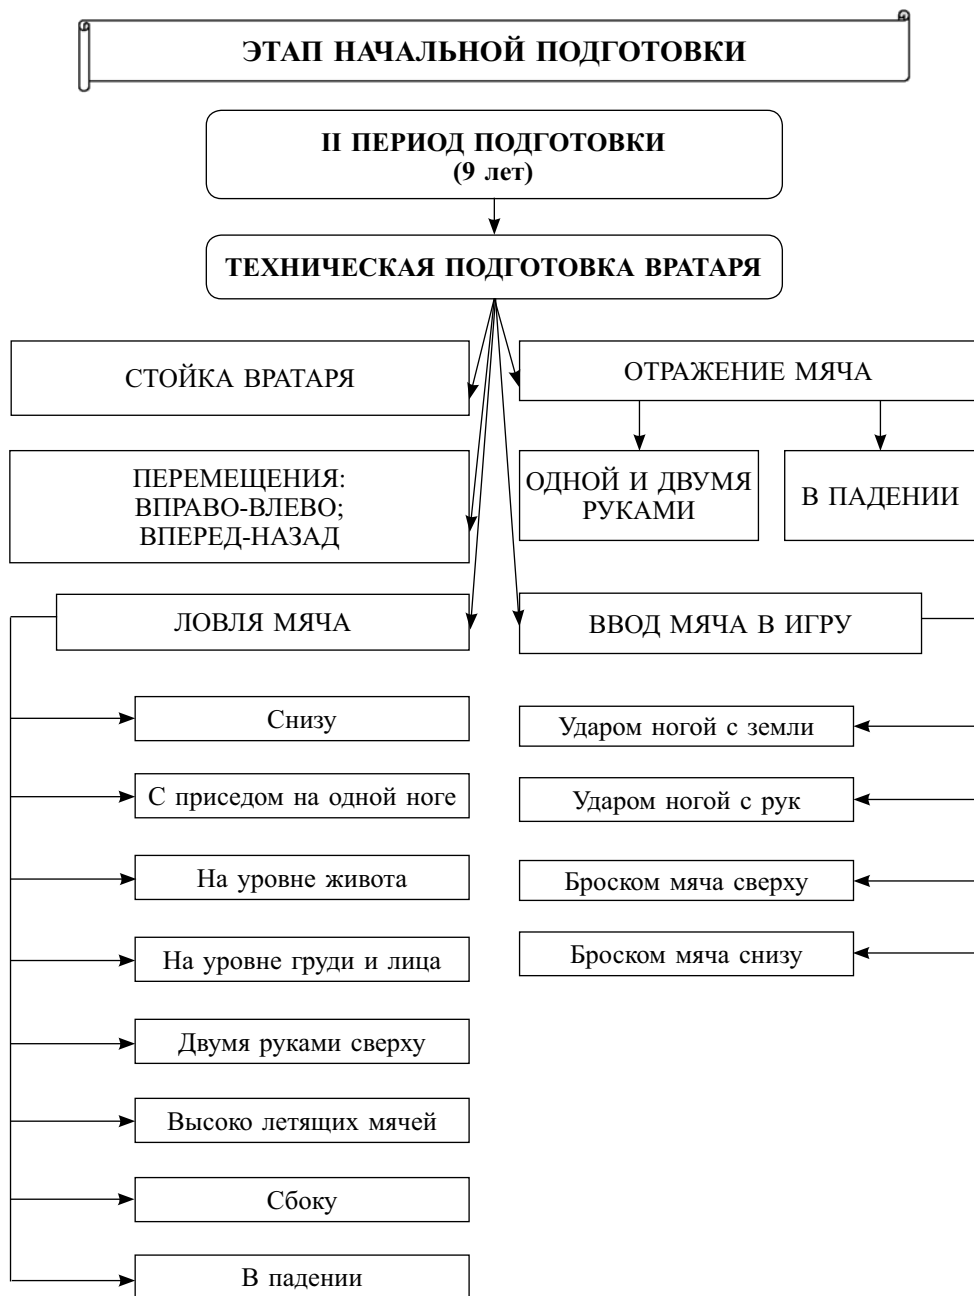 ЭТАП НАЧАЛЬНОЙ ПОДГОТОВКИ
II ПЕРИОД ПОДГОТОВКИ
(9 лет)
ТЕХНИЧЕСКАЯ ПОДГОТОВКА ВРАТАРЯ
СТОЙКА ВРАТАРЯ
ПЕРЕМЕЩЕНИЯ:
ВПРАВО-ВЛЕВО;
ВПЕРЕД-НАЗАД
ОТРАЖЕНИЕ МЯЧА
ОДНОЙ И ДВУМЯ
РУКАМИ
В ПАДЕНИИ
ЛОВЛЯ МЯЧА
Снизу
С приседом на одной ноге
На уровне живота
На уровне груди и лица
Двумя руками сверху
Высоко летящих мячей
Сбоку
В падении
ВВОД МЯЧА В ИГРУ
Ударом ногой с земли
Ударом ногой с рук
Броском мяча сверху
Броском мяча снизу